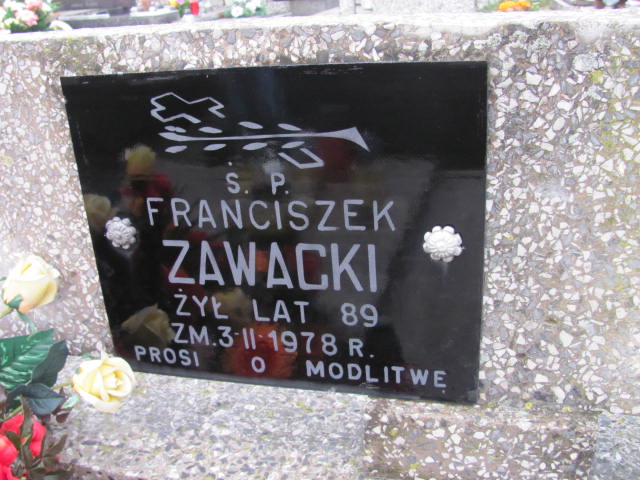 Ś. P.
FRANCISZEK
ZAWACKI
ŻYŁ LAT 89
ZM. 3-II-1978 R.
PROSI O MODLITWĘ